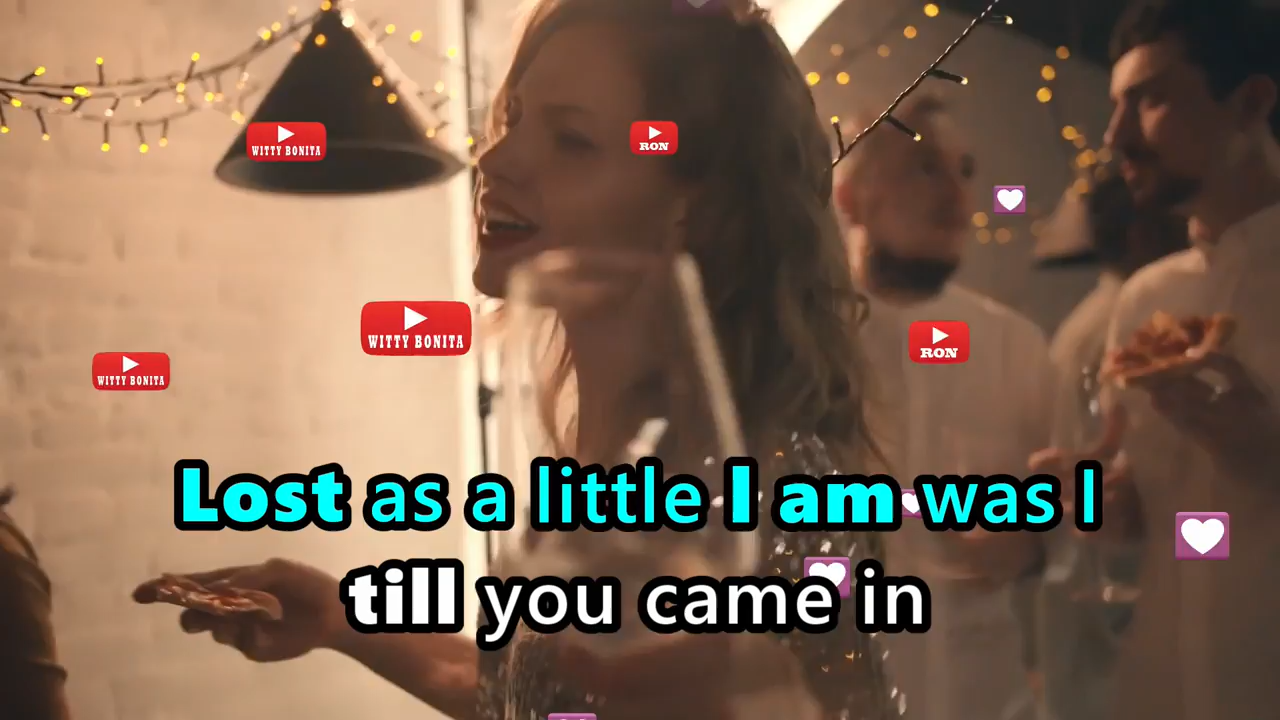 WITTY BONITA
RON
WITTY BONITA
RON
WITTY BONITA
Lost as a little I am was I
till you came in